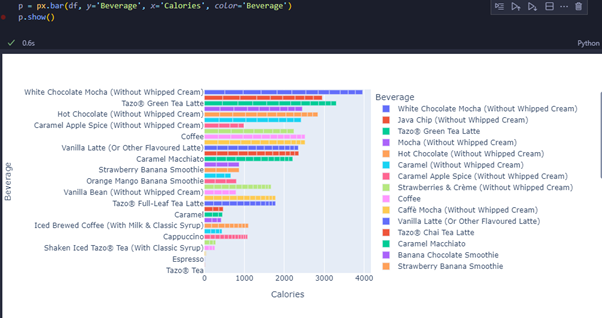 p = px.bar(df, y='Beverage', x='Calories', color='Beverage')
p.show()
0.6s
Python
White Chocolate Mocha (Without Whipped Cream)
Tazo® Green Tea Latte
Hot Chocolate (Without Whipped Cream)
Caramel Apple Spice (Without Whipped Cream)
Coffee
Vanilla Latte (Or Other Flavoured Latte)
Caramel Macchiato
Strawberry Banana Smoothie
Orange Mango Banana Smoothie
Vanilla Bean (Without Whipped Cream)
Tazo® Full-Leaf Tea Latte
Caramel
Iced Brewed Coffee (With Milk & Classic Syrup)
Cappuccino
Shaken Iced Tazo® Tea (With Classic Syrup)
Espresso
Tazo® Tea
Beverage
0 1000 2000 3000 4000
Calories
Beverage
White Chocolate Mocha (Without Whipped Cream)
Java Chip (Without Whipped Cream)
Tazo® Green Tea Latte
Mocha (Without Whipped Cream)
Hot Chocolate (Without Whipped Cream)
Caramel (Without Whipped Cream)
Caramel Apple Spice (Without Whipped Cream)
Strawberries & Crème (Without Whipped Cream)
Coffee
Caffè Mocha (Without Whipped Cream)
Vanilla Latte (Or Other Flavoured Latte)
Tazo® Chai Tea Latte
Caramel Macchiato
Banana Chocolate Smoothie
Strawberry Banana Smoothie